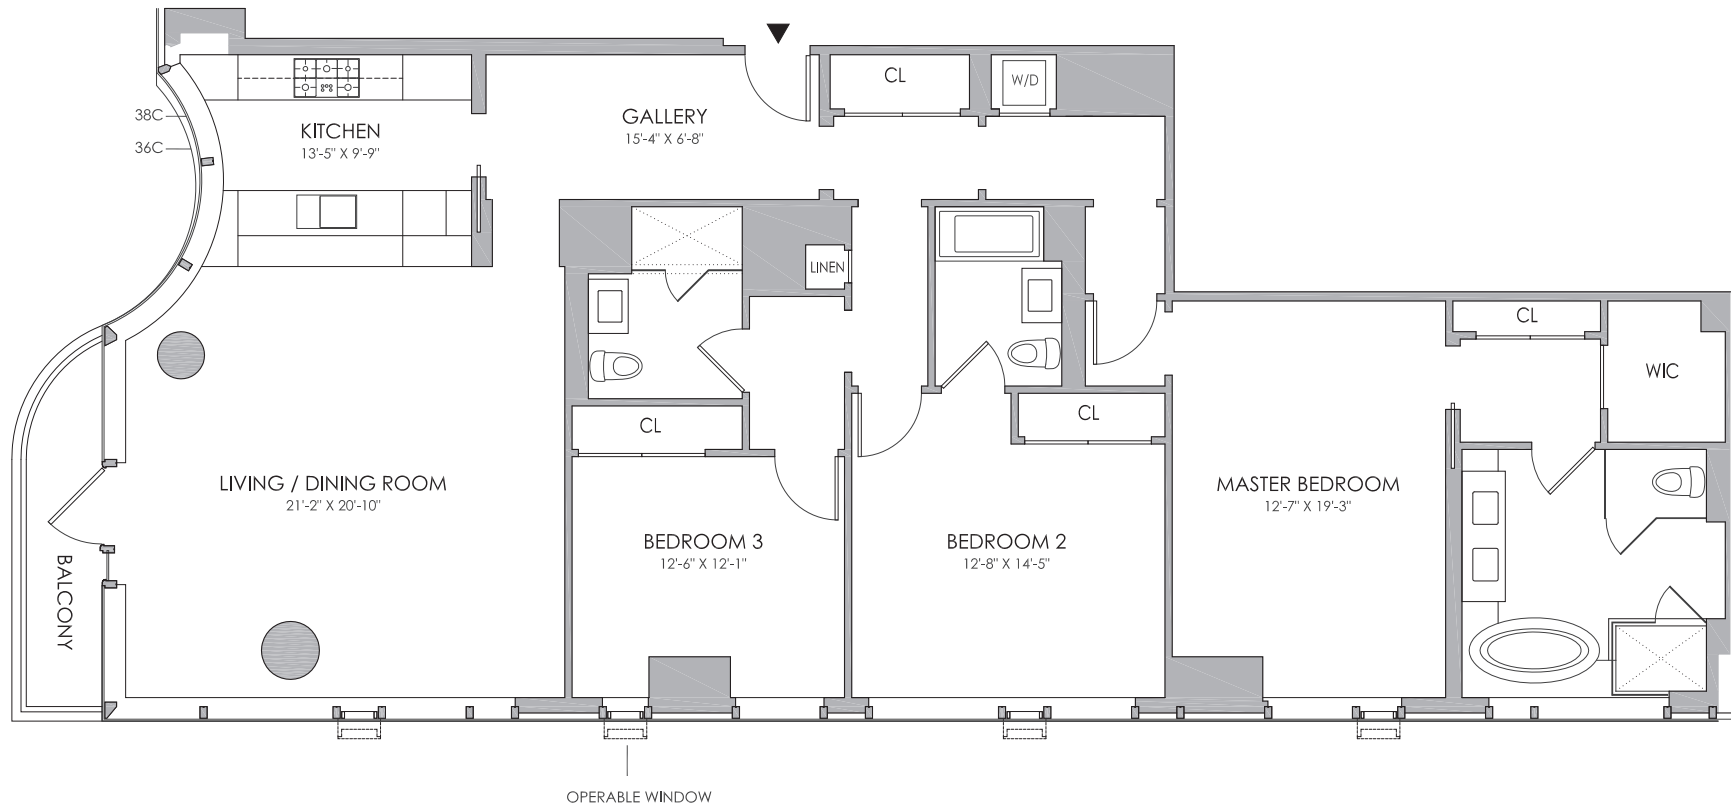 CL
W/D
38C
KITCHEN
13'-5" X 9'-9"
36C
GALLERY
15'-4" X 6'-8"
LINEN
CL
WIC
CL
CL
LIVING / DINING ROOM
21'-2" X 20'-10"
MASTER BEDROOM
12'-7" X 19'-3"
BEDROOM 3
12'-6" X 12'-1"
BEDROOM 2
12'-8" X 14'-5"
BALCONY
OPERABLE WINDOW